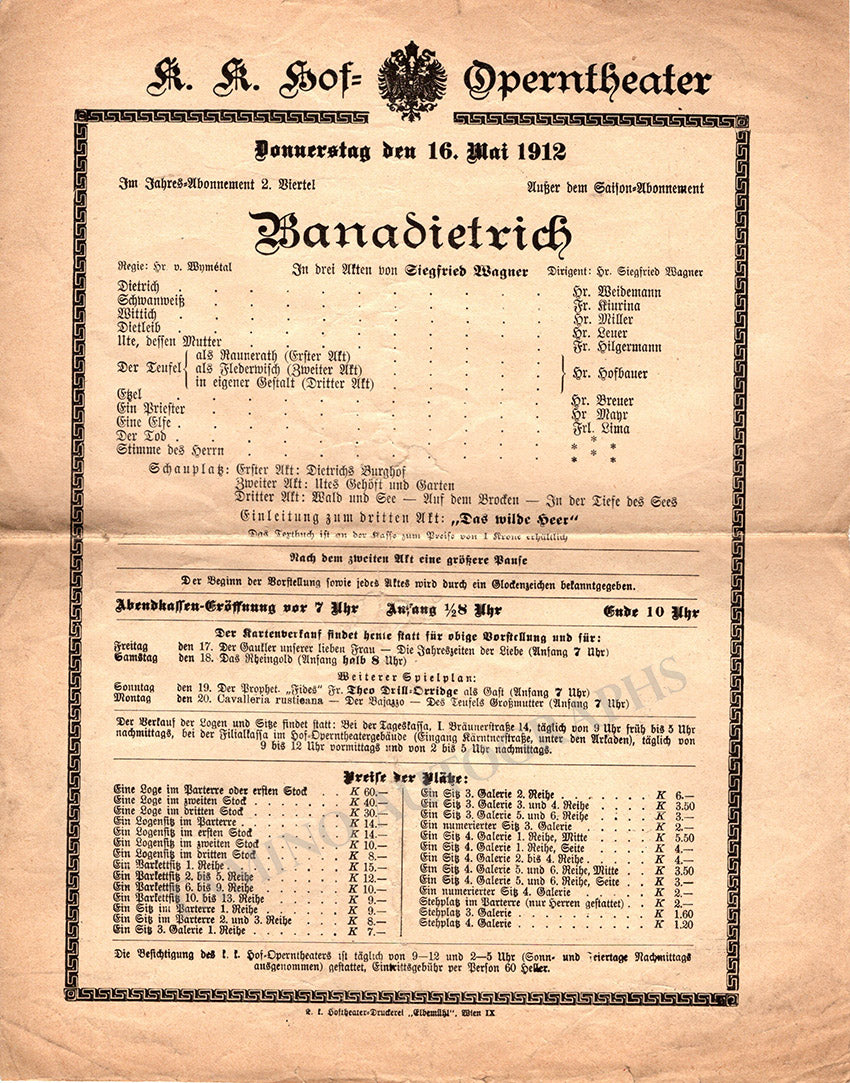 K. K. Hof= Operntheater
Donnerstag den 16. Mai 1912
Im Jahres=Abonnement 2. Viertel Außer dem Saison=Abonnement
Banadietrich
Regie: Hr. v. Wymétal In drei Akten von Siegfried Wagner Dirigent: Hr. Siegfried Wagner
Dietrich . . . . . . . . . . . Hr. Weidemann
Schwanweiß . . . . . . . . . . . Fr. Kiurina
Wittich . . . . . . . . . . . Hr. Miller
Dietleib . . . . . . . . . . . Hr. Leuer
Ute, dessen Mutter . . . . . . . . . . Fr. Hilgermann
als Raunerath (Erster Akt)
Der Teufel als Flederwisch (Zweiter Akt) Hr. Hofbauer
in eigener Gestalt (Dritter Akt)
Etzel . . . . . . . . . . . Hr. Breuer
Ein Priester . . . . . . . . . . . Hr Mayr
Eine Elfe . . . . . . . . . . . Frl. Lima
Der Tod . . . . . . . . . . . *
Stimme des Herrn . . . . . . . . . . * * *
Schauplatz: Erster Akt: Dietrichs Burghof
Zweiter Akt: Utes Gehöft und Garten
Dritter Akt: Wald und See — Auf dem Brocken — In der Tiefe des Sees
Einleitung zum dritten Akt: „Das wilde Heer“
Das Textbuch ist an der Kasse zum Preise von 1 Krone erhältlich
Nach dem zweiten Akt eine größere Pause
Der Beginn der Vorstellung sowie jedes Aktes wird durch ein Glockenzeichen bekanntgegeben.
Abendkassen=Eröffnung vor 7 Uhr Anfang ½8 Uhr Ende 10 Uhr
Der Kartenverkauf findet heute statt für obige Vorstellung und für:
Freitag den 17. Der Gaukler unserer lieben Frau — Die Jahreszeiten der Liebe (Anfang 7 Uhr)
Samstag den 18. Das Rheingold (Anfang halb 8 Uhr)
Weiterer Spielplan:
Sonntag den 19. Der Prophet. „Fides“ Fr. Theo Drill=Orridge als Gast (Anfang 7 Uhr)
Montag den 20. Cavalleria rusticana — Der Bajazzo — Des Teufels Großmutter (Anfang 7 Uhr)
Der Verkauf der Logen und Sitze findet statt: Bei der Tageskassa, I. Bräunerstraße 14, täglich von 9 Uhr früh bis 5 Uhr
nachmittags, bei der Filialkassa im Hof=Operntheatergebäude (Eingang Kärntnerstraße, unter den Arkaden), täglich von
9 bis 12 Uhr vormittags und von 2 bis 5 Uhr nachmittags.
Preise der Plätze:
Eine Loge im Parterre oder ersten Stock . . K 60.—
Eine Loge im zweiten Stock . . . . . K 40.—
Eine Loge im dritten Stock . . . . . K 30.—
Ein Logensitz im Parterre . . . . . . K 14.—
Ein Logensitz im ersten Stock . . . . . K 14.—
Ein Logensitz im zweiten Stock . . . . . K 10.—
Ein Logensitz im dritten Stock . . . . . K 8.—
Ein Parkettsitz 1. Reihe . . . . . . K 15.—
Ein Parkettsitz 2. bis 5. Reihe . . . . . K 12.—
Ein Parkettsitz 6. bis 9. Reihe . . . . . K 10.—
Ein Parkettsitz 10. bis 13. Reihe . . . . K 9.—
Ein Sitz im Parterre 1. Reihe . . . . . K 9.—
Ein Sitz im Parterre 2. und 3. Reihe . . . K 8.—
Ein Sitz 3. Galerie 1. Reihe . . . . . K 7.—
Ein Sitz 3. Galerie 2. Reihe . . . . . K 6.—
Ein Sitz 3. Galerie 3. und 4. Reihe . . . . K 3.50
Ein Sitz 3. Galerie 5. und 6. Reihe . . . . K 3.—
Ein numerierter Sitz 3. Galerie . . . . . K 2.—
Ein Sitz 4. Galerie 1. Reihe, Mitte . . . . K 5.50
Ein Sitz 4. Galerie 1. Reihe, Seite . . . . K 4.—
Ein Sitz 4. Galerie 2. bis 4. Reihe . . . . K 4.—
Ein Sitz 4. Galerie 5. und 6. Reihe, Mitte . . K 3.50
Ein Sitz 4. Galerie 5. und 6. Reihe, Seite . . K 3.—
Ein numerierter Sitz 4. Galerie . . . . . K 2.—
Stehplatz im Parterre (nur Herren gestattet) . . K 2.—
Stehplatz 3. Galerie . . . . . . K 1.60
Stehplatz 4. Galerie . . . . . . K 1.20
Die Besichtigung des k. k. Hof=Operntheaters ist täglich von 9—12 und 2—5 Uhr (Sonn= und Feiertage Nachmittags
ausgenommen) gestattet, Eintrittsgebühr per Person 60 Heller.
K. k. Hoftheater=Druckerei „Elbemühl“, Wien IX
AUTOGRAPHS